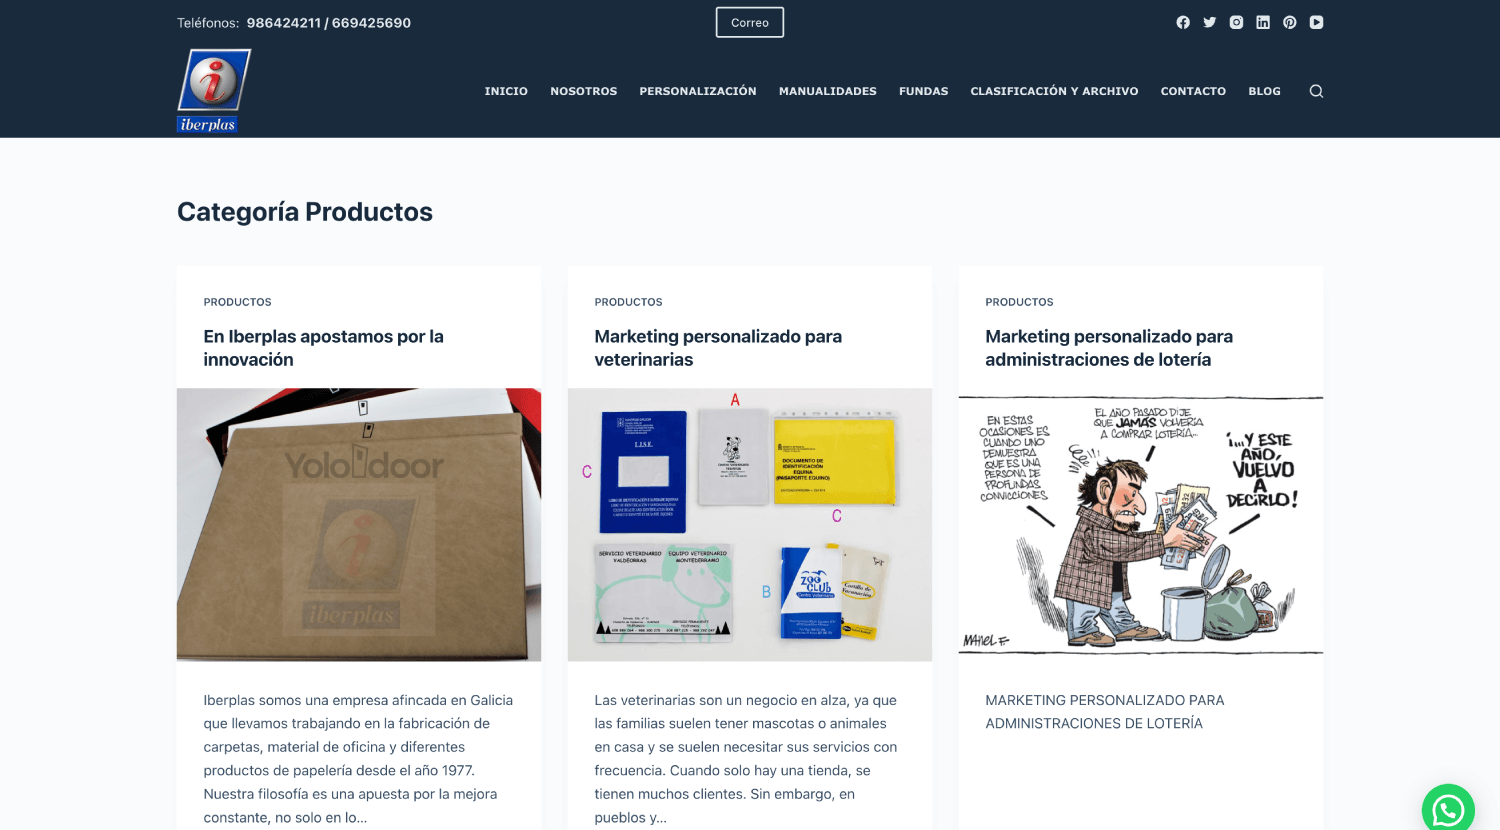 Teléfonos: 986424211 / 669425690
Correo
iberplas
INICIO NOSOTROS PERSONALIZACIÓN MANUALIDADES FUNDAS CLASIFICACIÓN Y ARCHIVO CONTACTO BLOG
Categoría Productos
PRODUCTOS
En Iberplas apostamos por la
innovación
Yolo door
iberplas
Iberplas somos una empresa afincada en Galicia
que llevamos trabajando en la fabricación de
carpetas, material de oficina y diferentes
productos de papelería desde el año 1977.
Nuestra filosofía es una apuesta por la mejora
constante, no solo en lo...
PRODUCTOS
Marketing personalizado para
veterinarias
A
C
L.I.S.E.
DOCUMENTO DE
IDENTIFICACIÓN
EQUINA
(PASAPORTE EQUINO)
C
SERVICIO VETERINARIO
VALDEORRAS
EQUIPO VETERINARIO
MONTEDERRAMO
B
ZOO
CLUB
Las veterinarias son un negocio en alza, ya que
las familias suelen tener mascotas o animales
en casa y se suelen necesitar sus servicios con
frecuencia. Cuando solo hay una tienda, se
tienen muchos clientes. Sin embargo, en
pueblos y...
PRODUCTOS
Marketing personalizado para
administraciones de lotería
EN ESTAS
OCASIONES ES
CUANDO UNO
DEMUESTRA
QUE ES UNA
PERSONA DE
PROFUNDAS
CONVICCIONES
EL AÑO PASADO DIJE
QUE JAMÁS VOLVERÍA
A COMPRAR LOTERÍA...
¡...Y ESTE
AÑO,
VUELVO
A
DECIRLO!
MANEL F.
MARKETING PERSONALIZADO PARA
ADMINISTRACIONES DE LOTERÍA